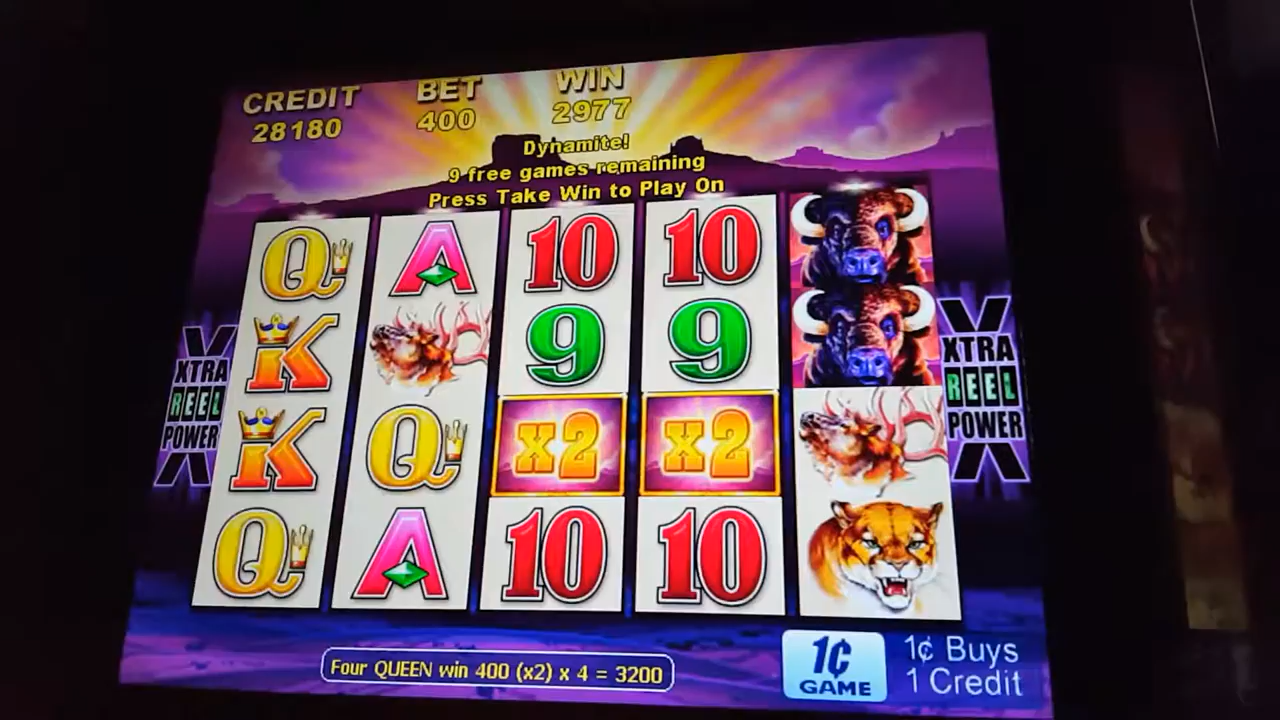 CREDIT BET WIN
28180 400 2977
Dynamite!
9 free games remaining
Press Take Win to Play On
Q A 10 10
K 9 9
K Q X2 X2
Q A 10 10
XTRA
REEL
POWER
XTRA
REEL
POWER
Four QUEEN win 400 (x2) x 4 = 3200
1¢
GAME
1¢ Buys
1 Credit